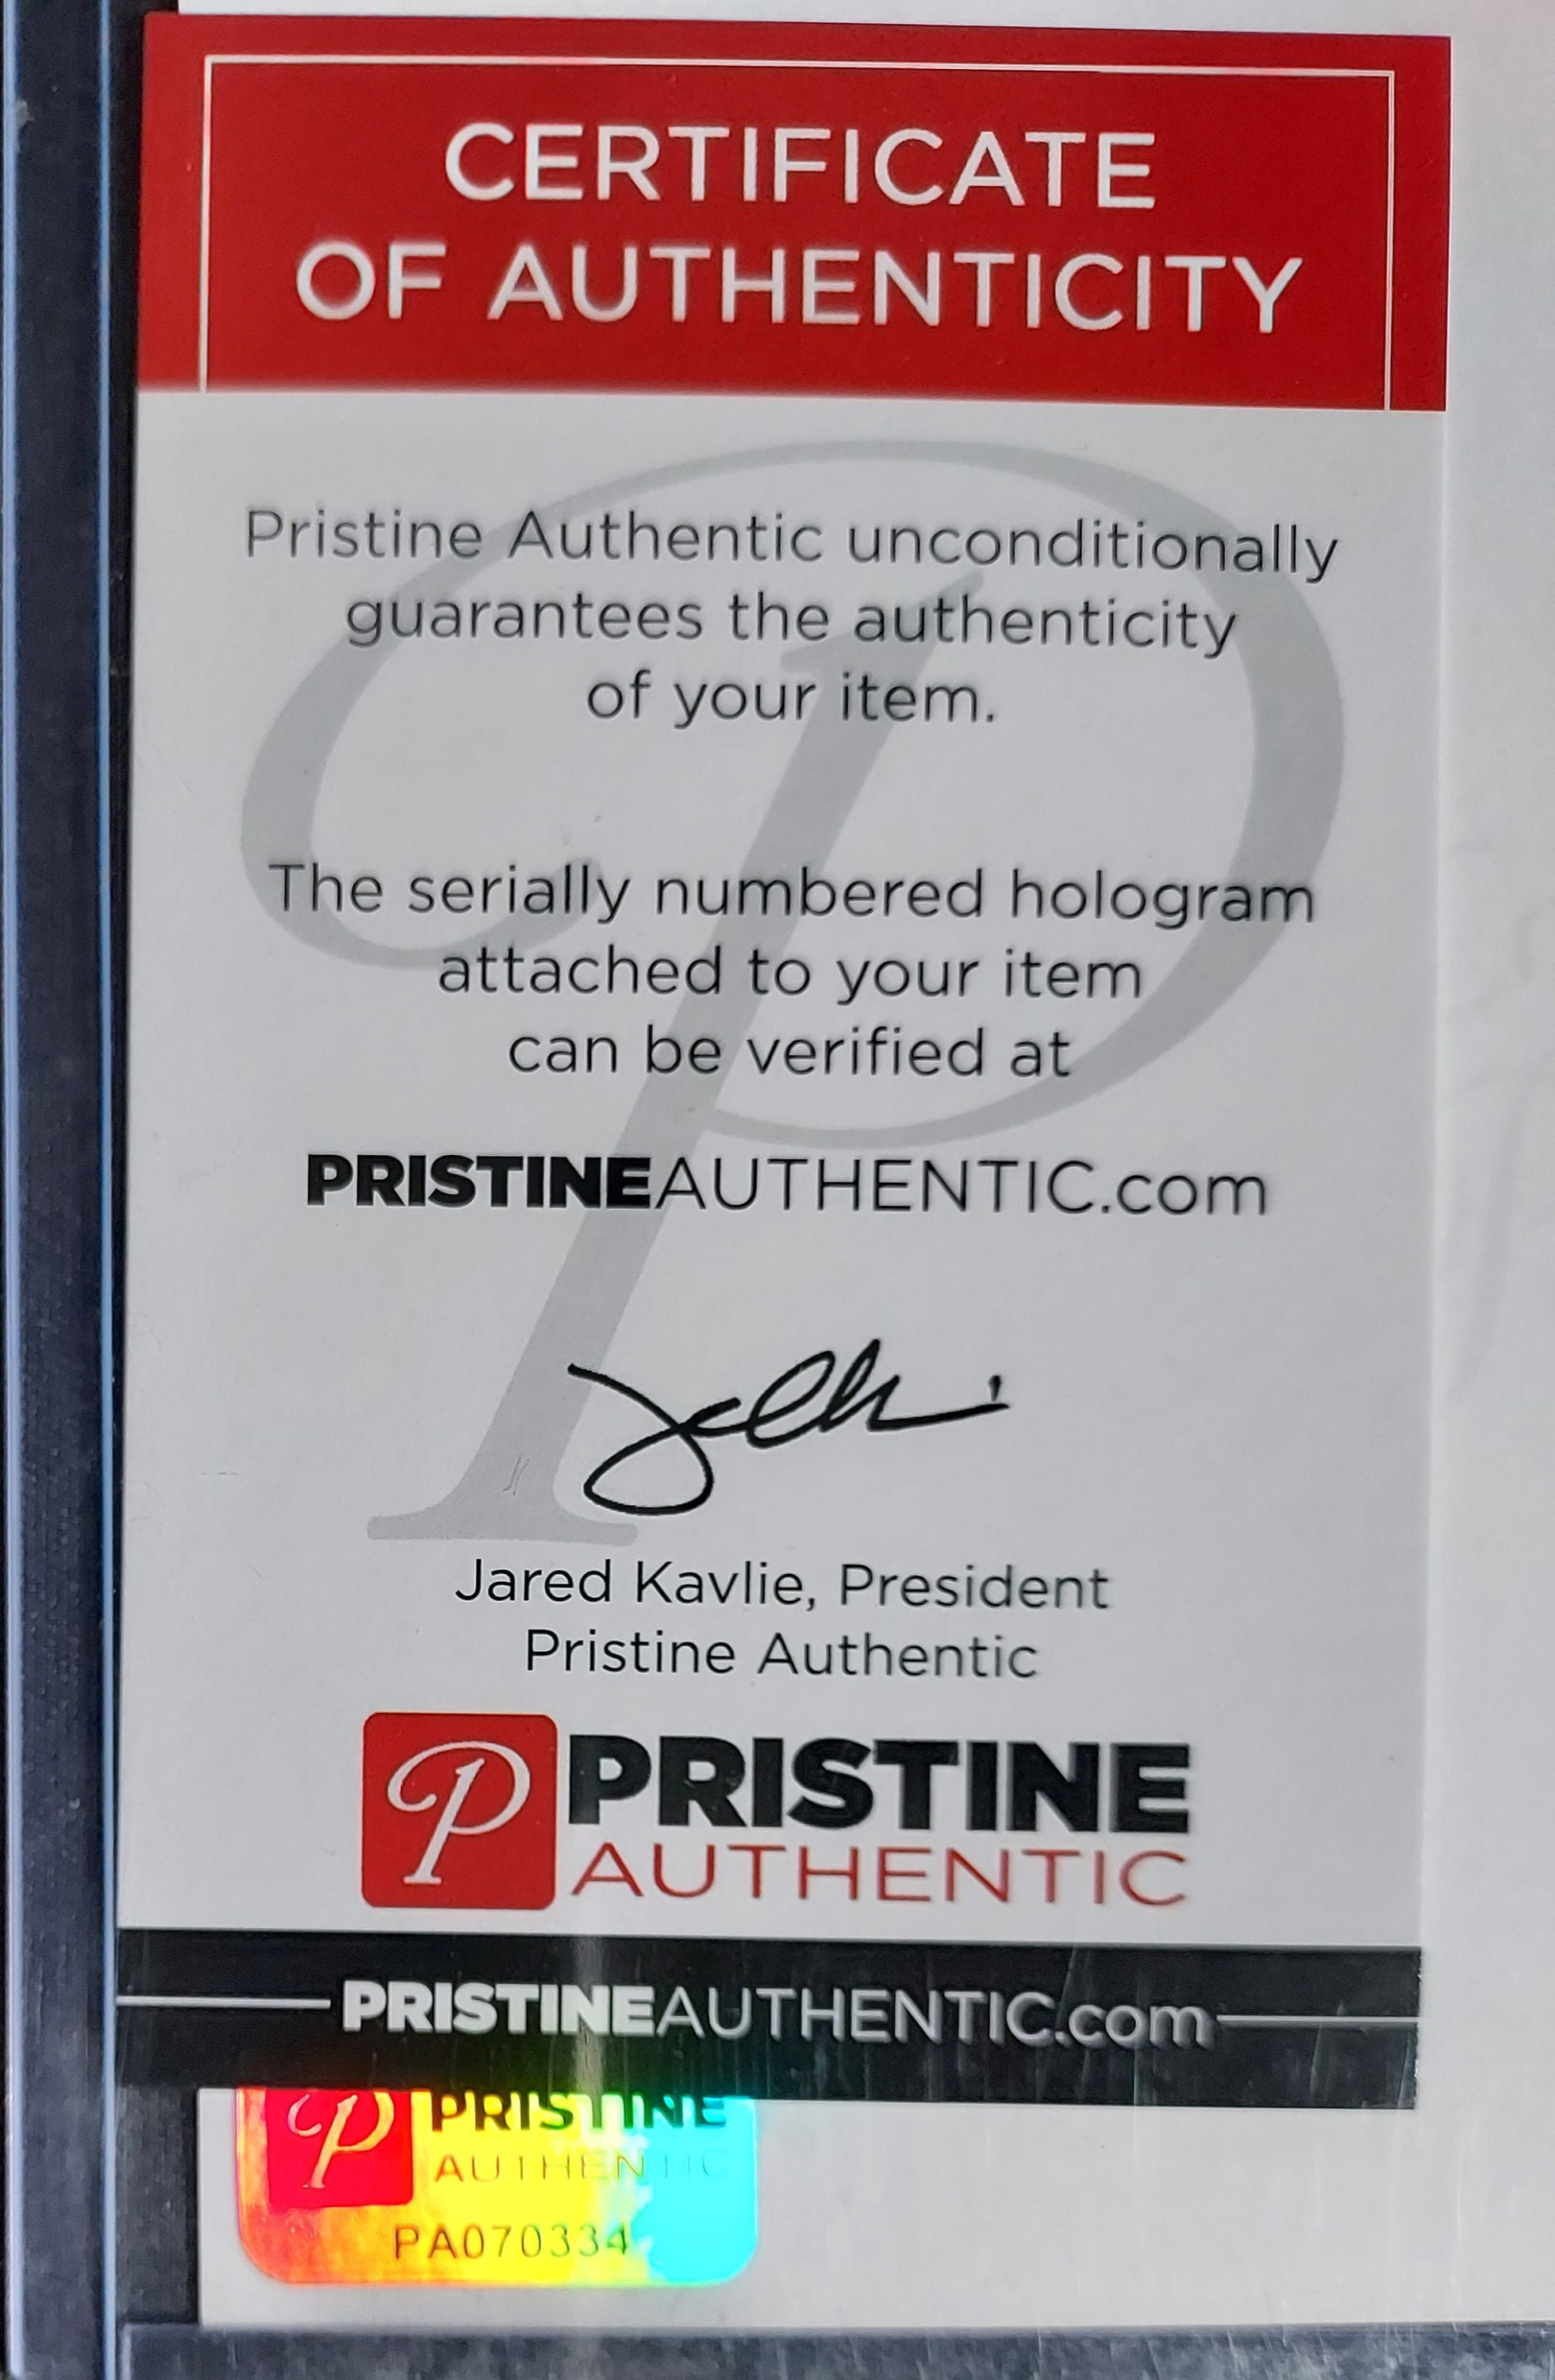 CERTIFICATE
OF AUTHENTICITY
Pristine Authentic unconditionally
guarantees the authenticity
of your item.
The serially numbered hologram
attached to your item
can be verified at
PRISTINEAUTHENTIC.com
Jared Kavlie, President
Pristine Authentic
P PRISTINE
AUTHENTIC
PRISTINEAUTHENTIC.com
P PRISTINE
AUTHENTIC
PA070334